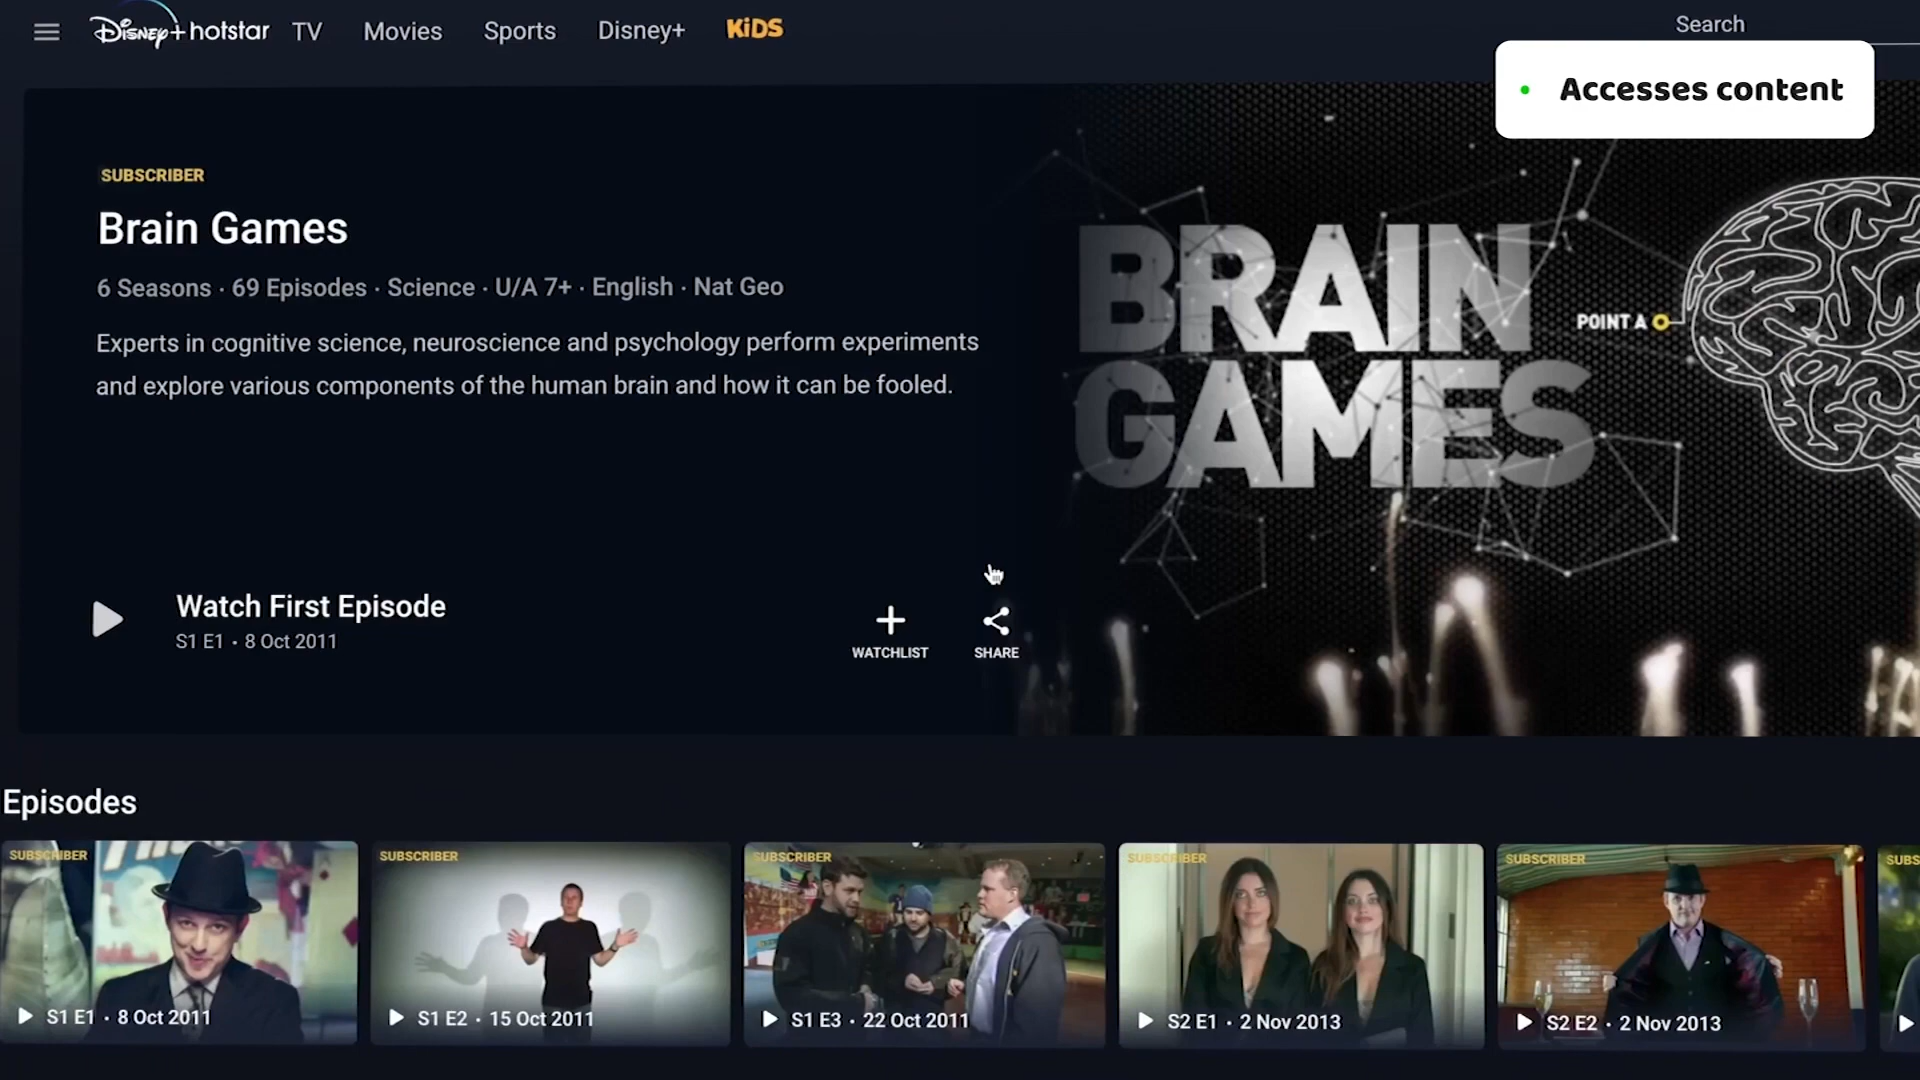 Disney+ hotstar TV Movies Sports Disney+ KiDS Search
Accesses content
SUBSCRIBER
Brain Games
6 Seasons · 69 Episodes · Science · U/A 7+ · English · Nat Geo
Experts in cognitive science, neuroscience and psychology perform experiments
and explore various components of the human brain and how it can be fooled.
BRAIN
GAMES
POINT A
Watch First Episode
S1 E1 · 8 Oct 2011
WATCHLIST
SHARE
Episodes
SUBSCRIBER
S1 E1 · 8 Oct 2011
SUBSCRIBER
S1 E2 · 15 Oct 2011
SUBSCRIBER
S1 E3 · 22 Oct 2011
SUBSCRIBER
S2 E1 · 2 Nov 2013
SUBSCRIBER
S2 E2 · 2 Nov 2013
SUBS